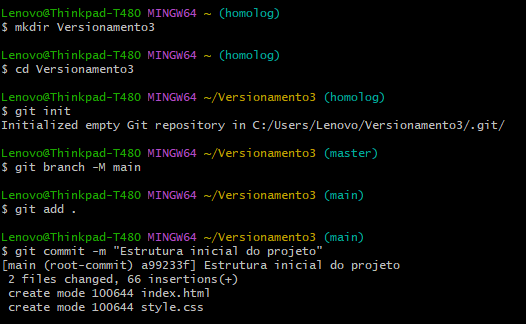 Lenovo@Thinkpad-T480 MINGW64 ~ (homolog)
$ mkdir Versionamento3
Lenovo@Thinkpad-T480 MINGW64 ~ (homolog)
$ cd Versionamento3
Lenovo@Thinkpad-T480 MINGW64 ~/Versionamento3 (homolog)
$ git init
Initialized empty Git repository in C:/Users/Lenovo/Versionamento3/.git/
Lenovo@Thinkpad-T480 MINGW64 ~/Versionamento3 (master)
$ git branch -M main
Lenovo@Thinkpad-T480 MINGW64 ~/Versionamento3 (main)
$ git add .
Lenovo@Thinkpad-T480 MINGW64 ~/Versionamento3 (main)
$ git commit -m "Estrutura inicial do projeto"
[main (root-commit) a99233f] Estrutura inicial do projeto
 2 files changed, 66 insertions(+)
 create mode 100644 index.html
 create mode 100644 style.css